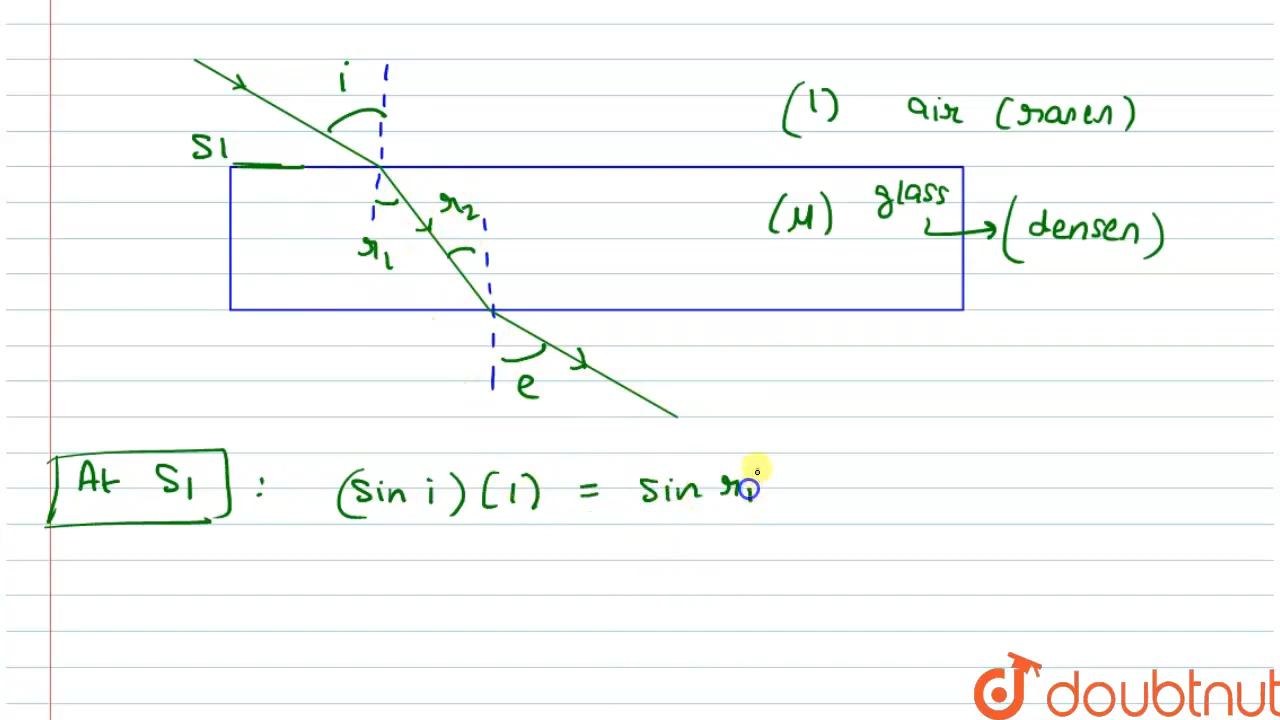 i
(1) air (rarer)
S1
(μ) glass → (denser)
r2
r1
e
At S1 : (sin i) (1) = sin r1
doubtnut